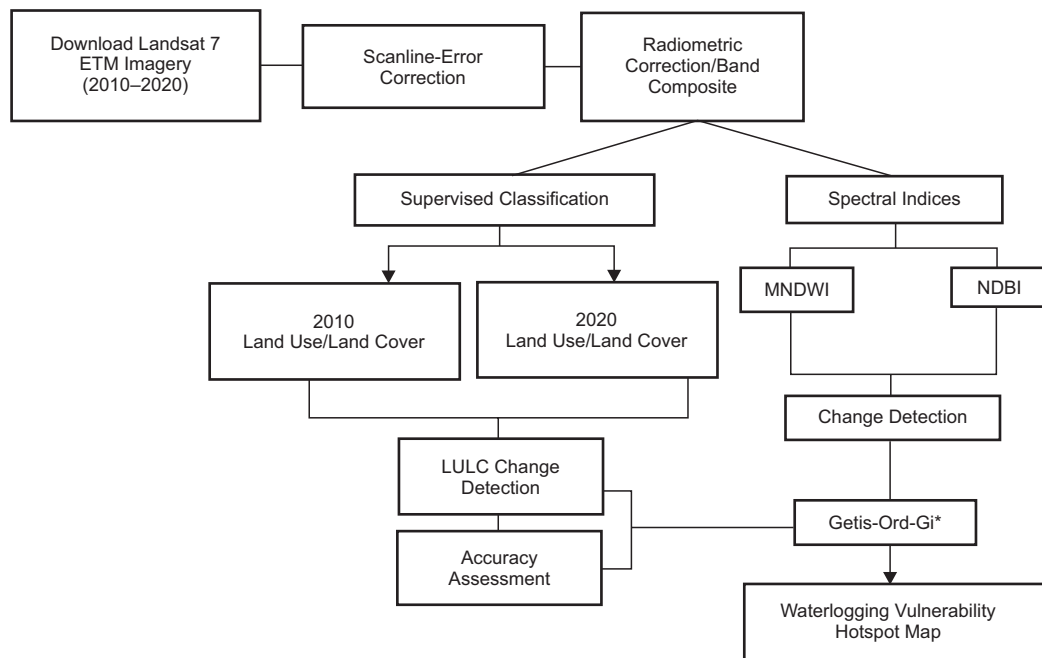 Download Landsat 7
ETM Imagery
(2010–2020)
Scanline-Error
Correction
Radiometric
Correction/Band
Composite
Supervised Classification
Spectral Indices
2010
Land Use/Land Cover
2020
Land Use/Land Cover
MNDWI
NDBI
Change Detection
LULC Change
Detection
Accuracy
Assessment
Getis-Ord-Gi*
Waterlogging Vulnerability
Hotspot Map